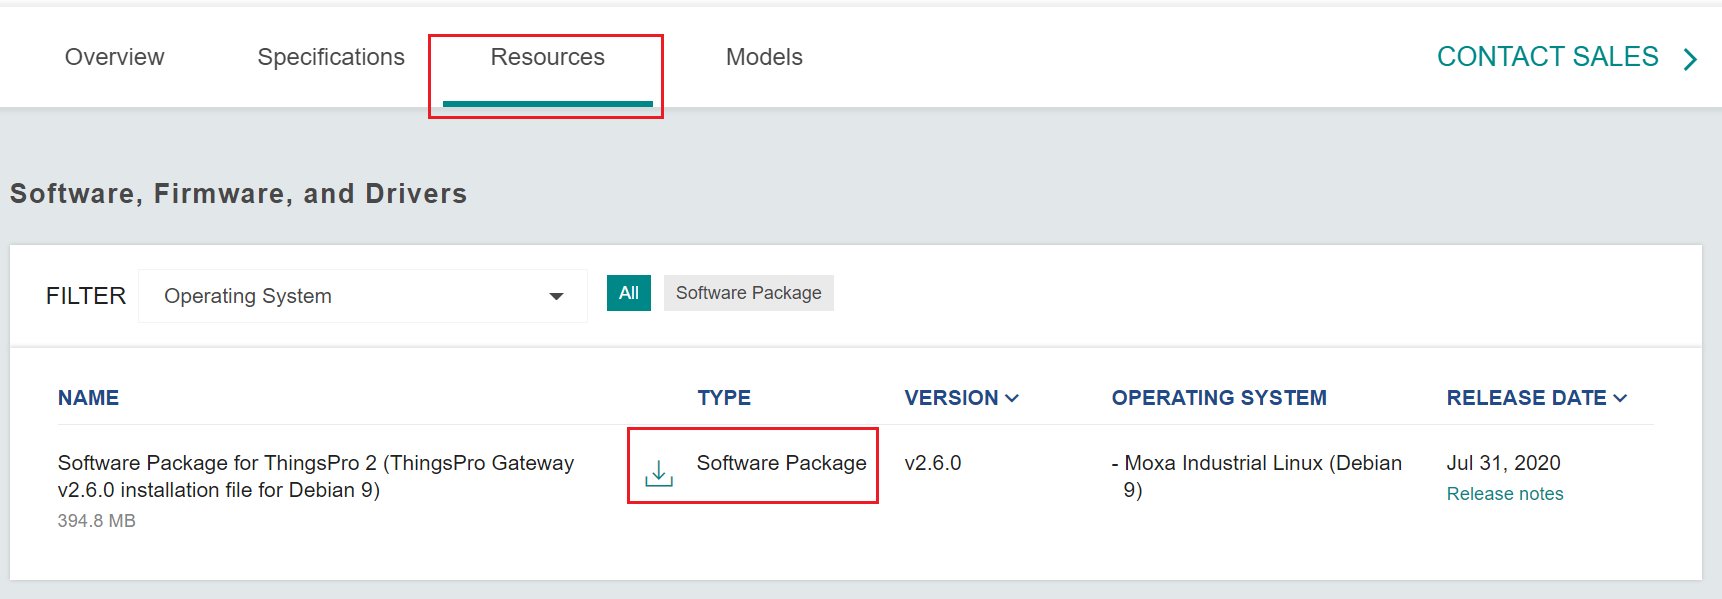 Overview Specifications Resources Models CONTACT SALES
Software, Firmware, and Drivers
FILTER Operating System All Software Package
NAME TYPE VERSION OPERATING SYSTEM RELEASE DATE
Software Package for ThingsPro 2 (ThingsPro Gateway Software Package v2.6.0 - Moxa Industrial Linux (Debian Jul 31, 2020
v2.6.0 installation file for Debian 9) 9) Release notes
394.8 MB